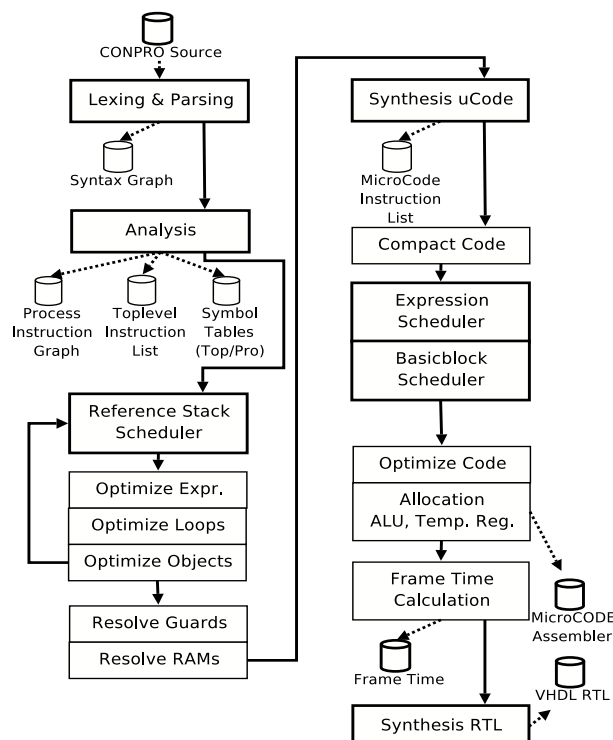 CONPRO Source
Lexing & Parsing
Syntax Graph
Analysis
Process
Instruction
Graph
Toplevel
Instruction
List
Symbol
Tables
(Top/Pro)
Reference Stack
Scheduler
Optimize Expr.
Optimize Loops
Optimize Objects
Resolve Guards
Resolve RAMs
Synthesis uCode
MicroCode
Instruction
List
Compact Code
Expression
Scheduler
Basicblock
Scheduler
Optimize Code
Allocation
ALU, Temp. Reg.
Frame Time
Calculation
MicroCODE
Assembler
Frame Time
VHDL RTL
Synthesis RTL